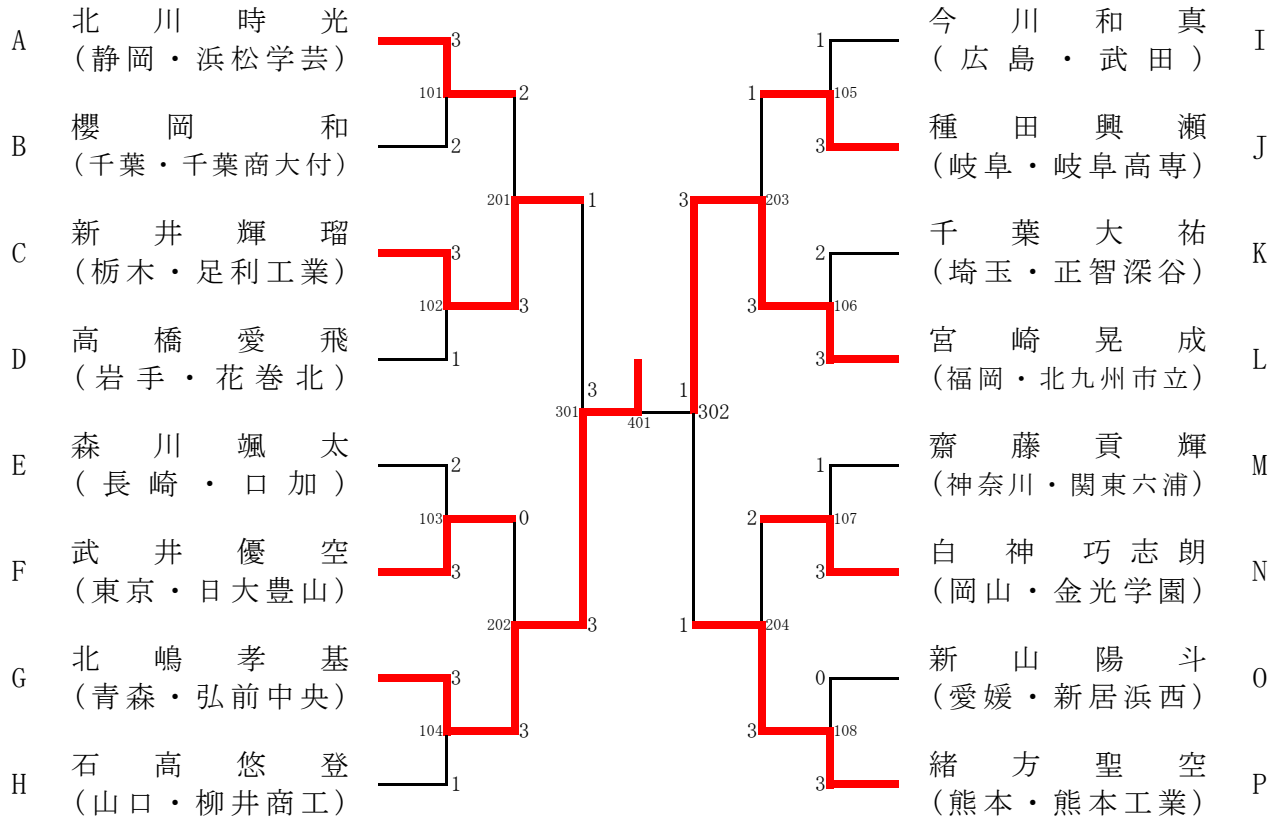 A 北川時光
(静岡・浜松学芸)
B 櫻岡和
(千葉・千葉商大付)
C 新井輝瑠
(栃木・足利工業)
D 高橋愛飛
(岩手・花巻北)
E 森川颯太
(長崎・口加)
F 武井優空
(東京・日大豊山)
G 北嶋孝基
(青森・弘前中央)
H 石高悠登
(山口・柳井商工)
3
101
2
2
3
102
1
3
2
103
3
0
3
104
1
3
201
1
202
3
301
3
401
1
302
3
203
1
204
1
105
3
1
2
106
3
3
1
107
3
2
0
108
3
3
今川和真 I
(広島・武田)
種田興瀬 J
(岐阜・岐阜高専)
千葉大祐 K
(埼玉・正智深谷)
宮崎晃成 L
(福岡・北九州市立)
齋藤貢輝 M
(神奈川・関東六浦)
白神巧志朗 N
(岡山・金光学園)
新山陽斗 O
(愛媛・新居浜西)
緒方聖空 P
(熊本・熊本工業)